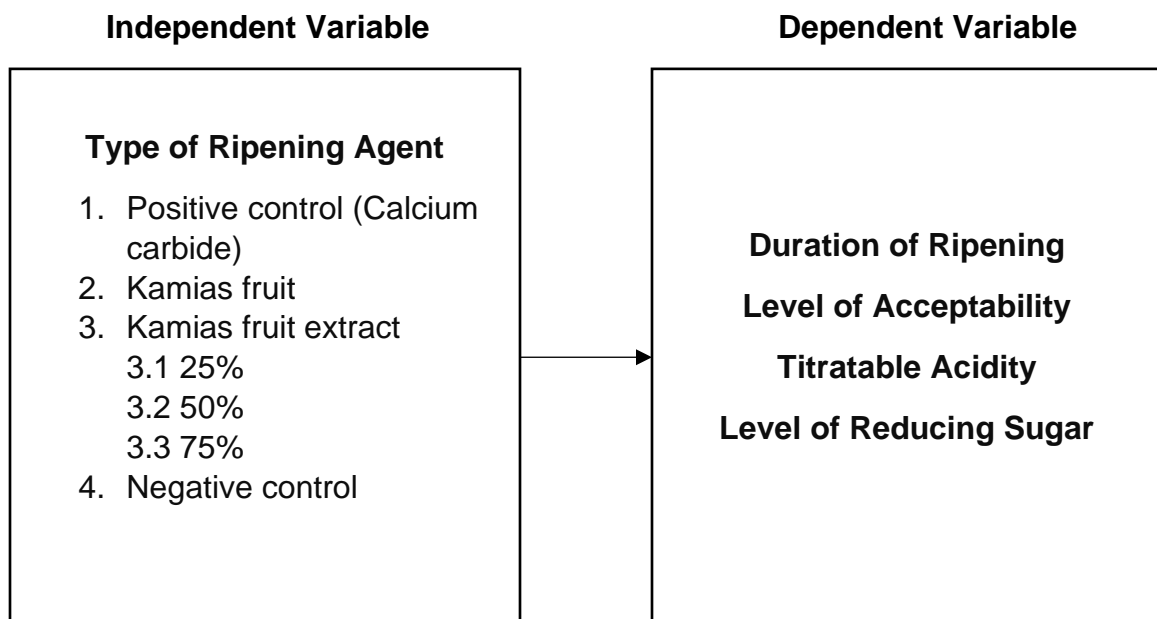 Independent Variable
Dependent Variable
Type of Ripening Agent
1. Positive control (Calcium
carbide)
2. Kamias fruit
3. Kamias fruit extract
3.1 25%
3.2 50%
3.3 75%
4. Negative control
Duration of Ripening
Level of Acceptability
Titratable Acidity
Level of Reducing Sugar